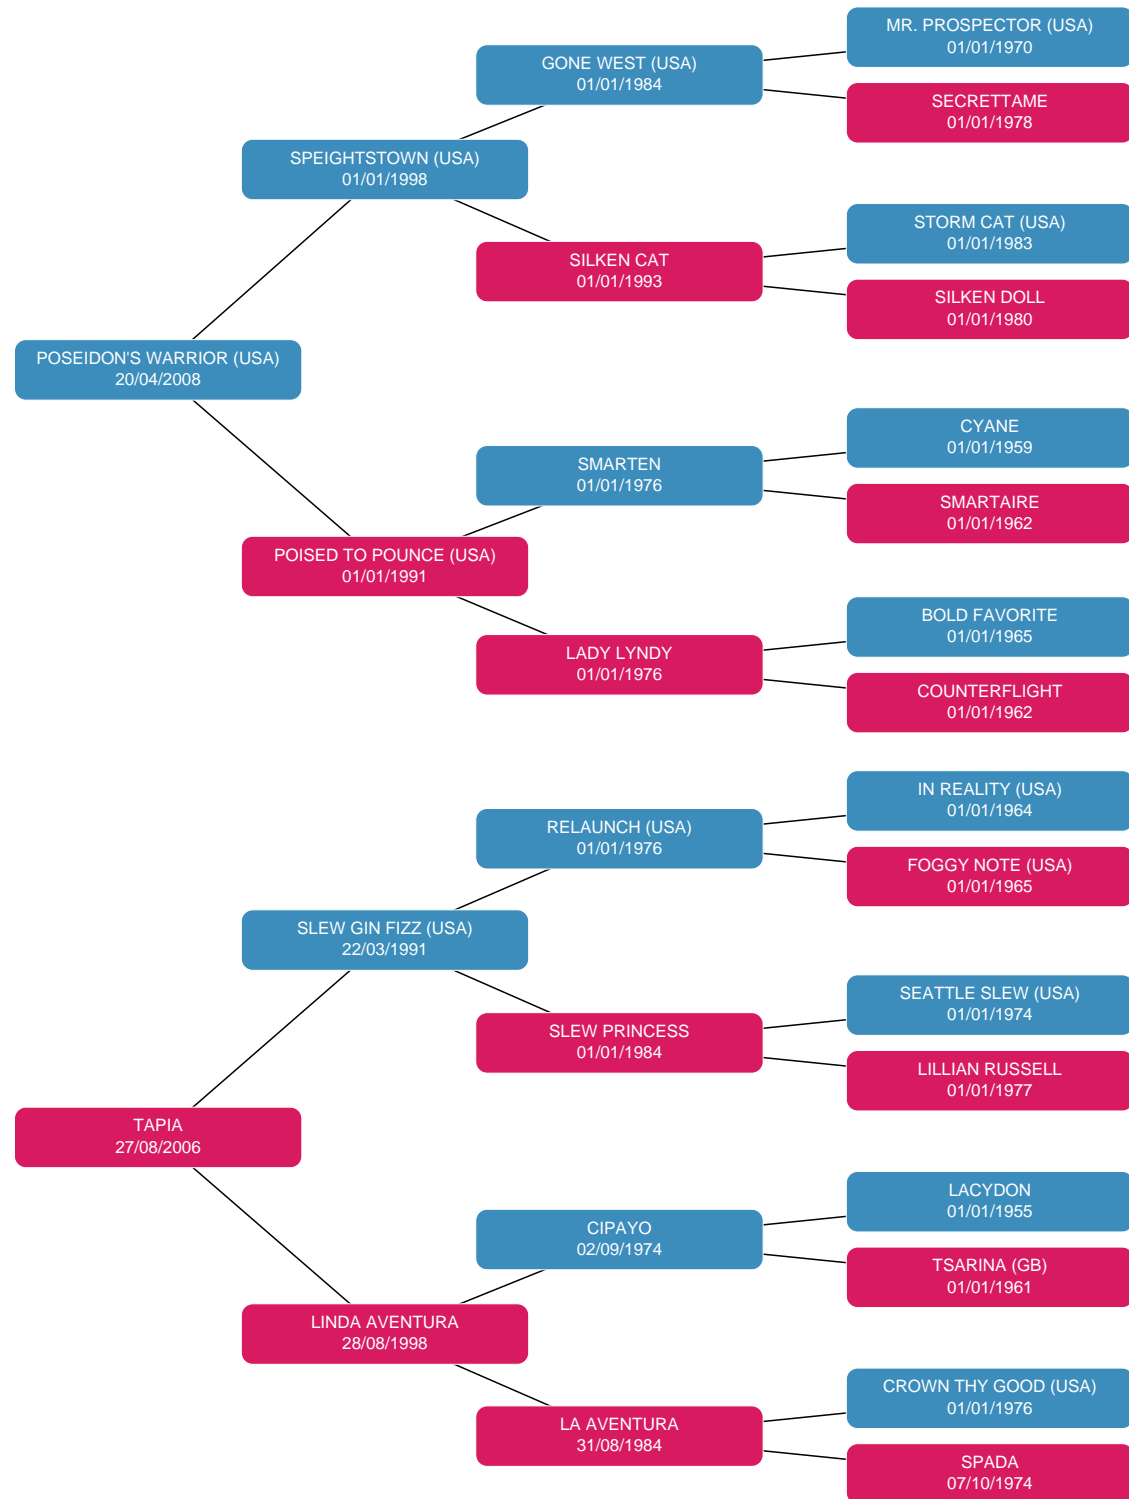 MR. PROSPECTOR (USA)
01/01/1970
GONE WEST (USA)
01/01/1984
SECRETTAME
01/01/1978
SPEIGHTSTOWN (USA)
01/01/1998
STORM CAT (USA)
01/01/1983
SILKEN CAT
01/01/1993
SILKEN DOLL
01/01/1980
POSEIDON'S WARRIOR (USA)
20/04/2008
CYANE
01/01/1959
SMARTEN
01/01/1976
SMARTAIRE
01/01/1962
POISED TO POUNCE (USA)
01/01/1991
BOLD FAVORITE
01/01/1965
LADY LYNDY
01/01/1976
COUNTERFLIGHT
01/01/1962
IN REALITY (USA)
01/01/1964
RELAUNCH (USA)
01/01/1976
FOGGY NOTE (USA)
01/01/1965
SLEW GIN FIZZ (USA)
22/03/1991
SEATTLE SLEW (USA)
01/01/1974
SLEW PRINCESS
01/01/1984
LILLIAN RUSSELL
01/01/1977
TAPIA
27/08/2006
LACYDON
01/01/1955
CIPAYO
02/09/1974
TSARINA (GB)
01/01/1961
LINDA AVENTURA
28/08/1998
CROWN THY GOOD (USA)
01/01/1976
LA AVENTURA
31/08/1984
SPADA
07/10/1974